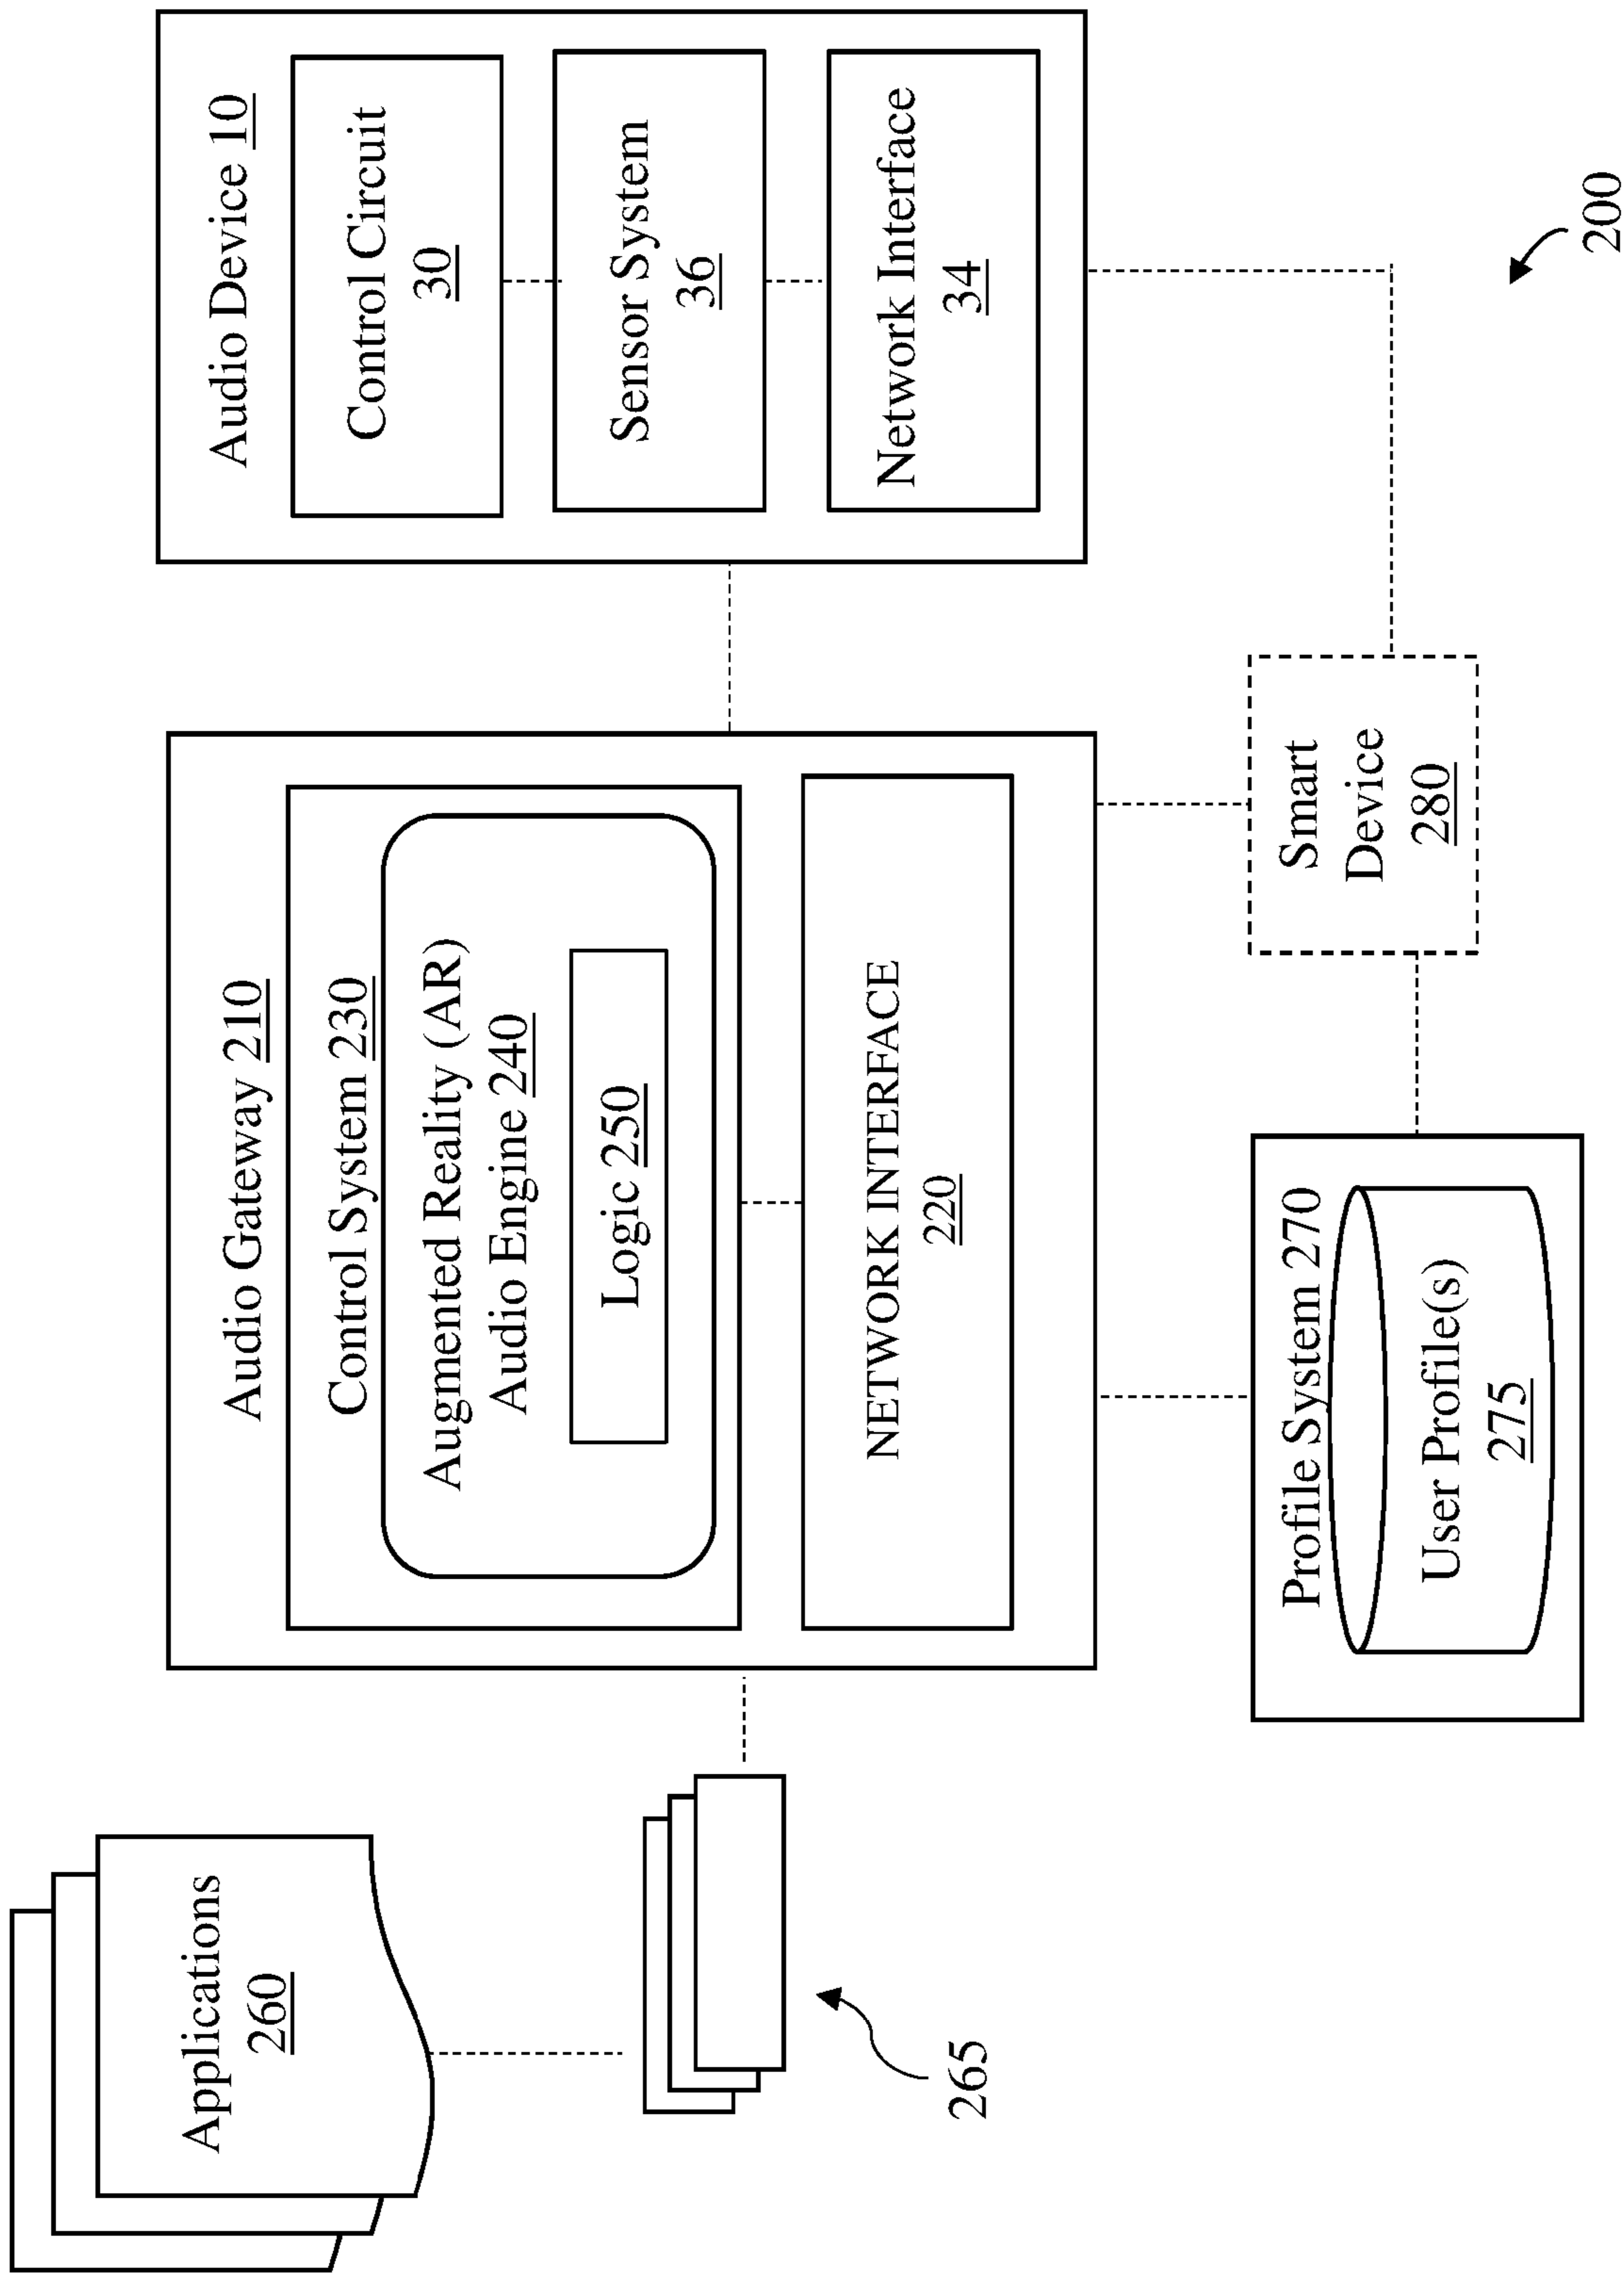 Applications
260
265
Audio Gateway 210
Control System 230
Augmented Reality (AR)
Audio Engine 240
Logic 250
NETWORK INTERFACE
220
Profile System 270
User Profile(s)
275
Smart
Device
280
Audio Device 10
Control Circuit
30
Sensor System
36
Network Interface
34
200